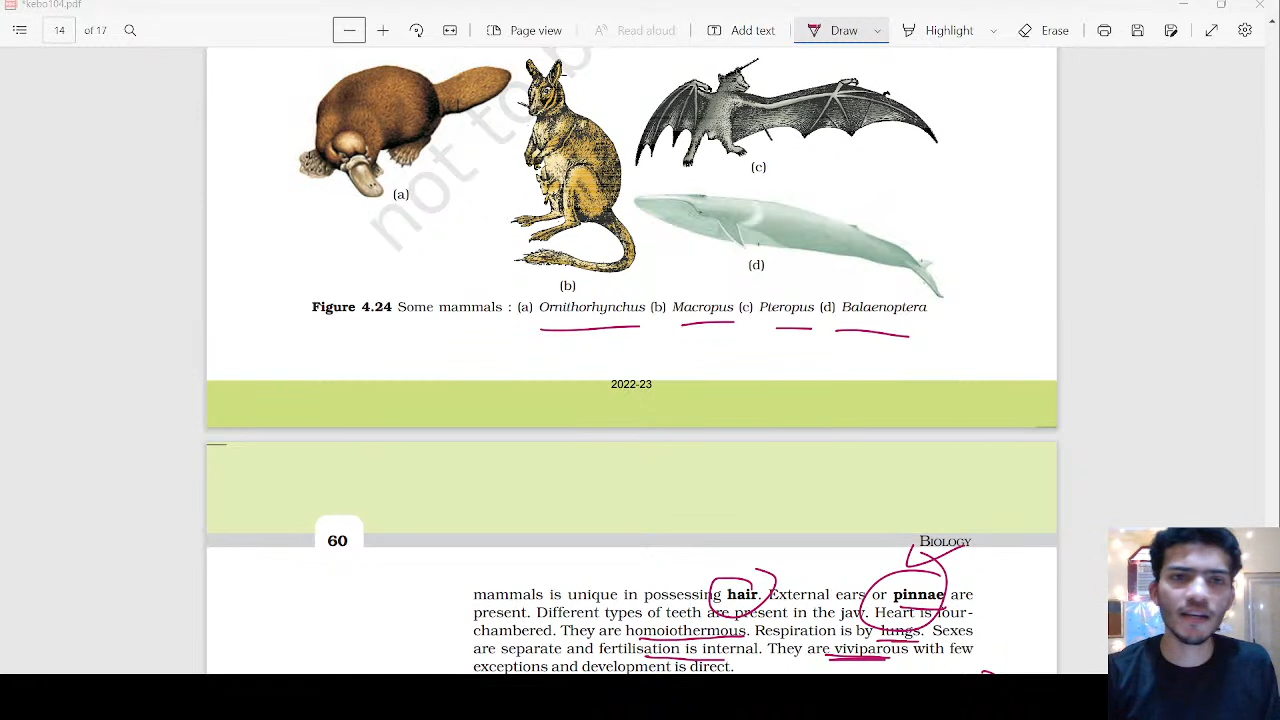 *kebo104.pdf
14 of 17 Page view Read aloud Add text Draw Highlight Erase
not to b
(a)
(b)
(c)
(d)
Figure 4.24 Some mammals : (a) Ornithorhynchus (b) Macropus (c) Pteropus (d) Balaenoptera
2022-23
60 BIOLOGY
mammals is unique in possessing hair. External ears or pinnae are
present. Different types of teeth are present in the jaw. Heart is four-
chambered. They are homoiothermous. Respiration is by lungs. Sexes
are separate and fertilisation is internal. They are viviparous with few
exceptions and development is direct.